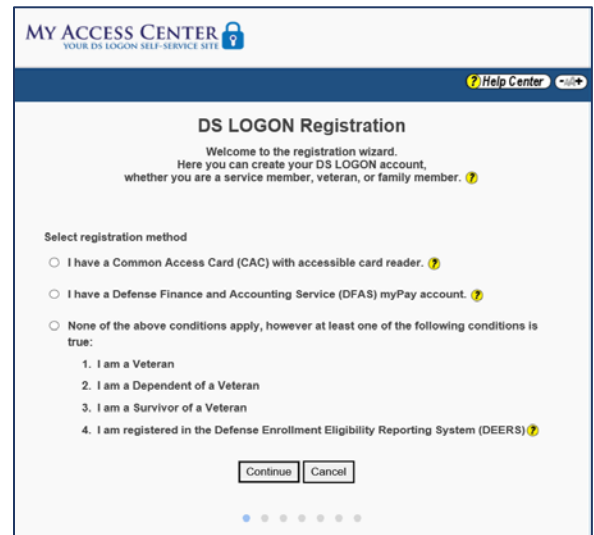 MY ACCESS CENTER
YOUR DS LOGON SELF-SERVICE SITE
? Help Center -AA+
DS LOGON Registration
Welcome to the registration wizard.
Here you can create your DS LOGON account,
whether you are a service member, veteran, or family member. ?
Select registration method
I have a Common Access Card (CAC) with accessible card reader. ?
I have a Defense Finance and Accounting Service (DFAS) myPay account. ?
None of the above conditions apply, however at least one of the following conditions is
true:
1. I am a Veteran
2. I am a Dependent of a Veteran
3. I am a Survivor of a Veteran
4. I am registered in the Defense Enrollment Eligibility Reporting System (DEERS) ?
Continue Cancel